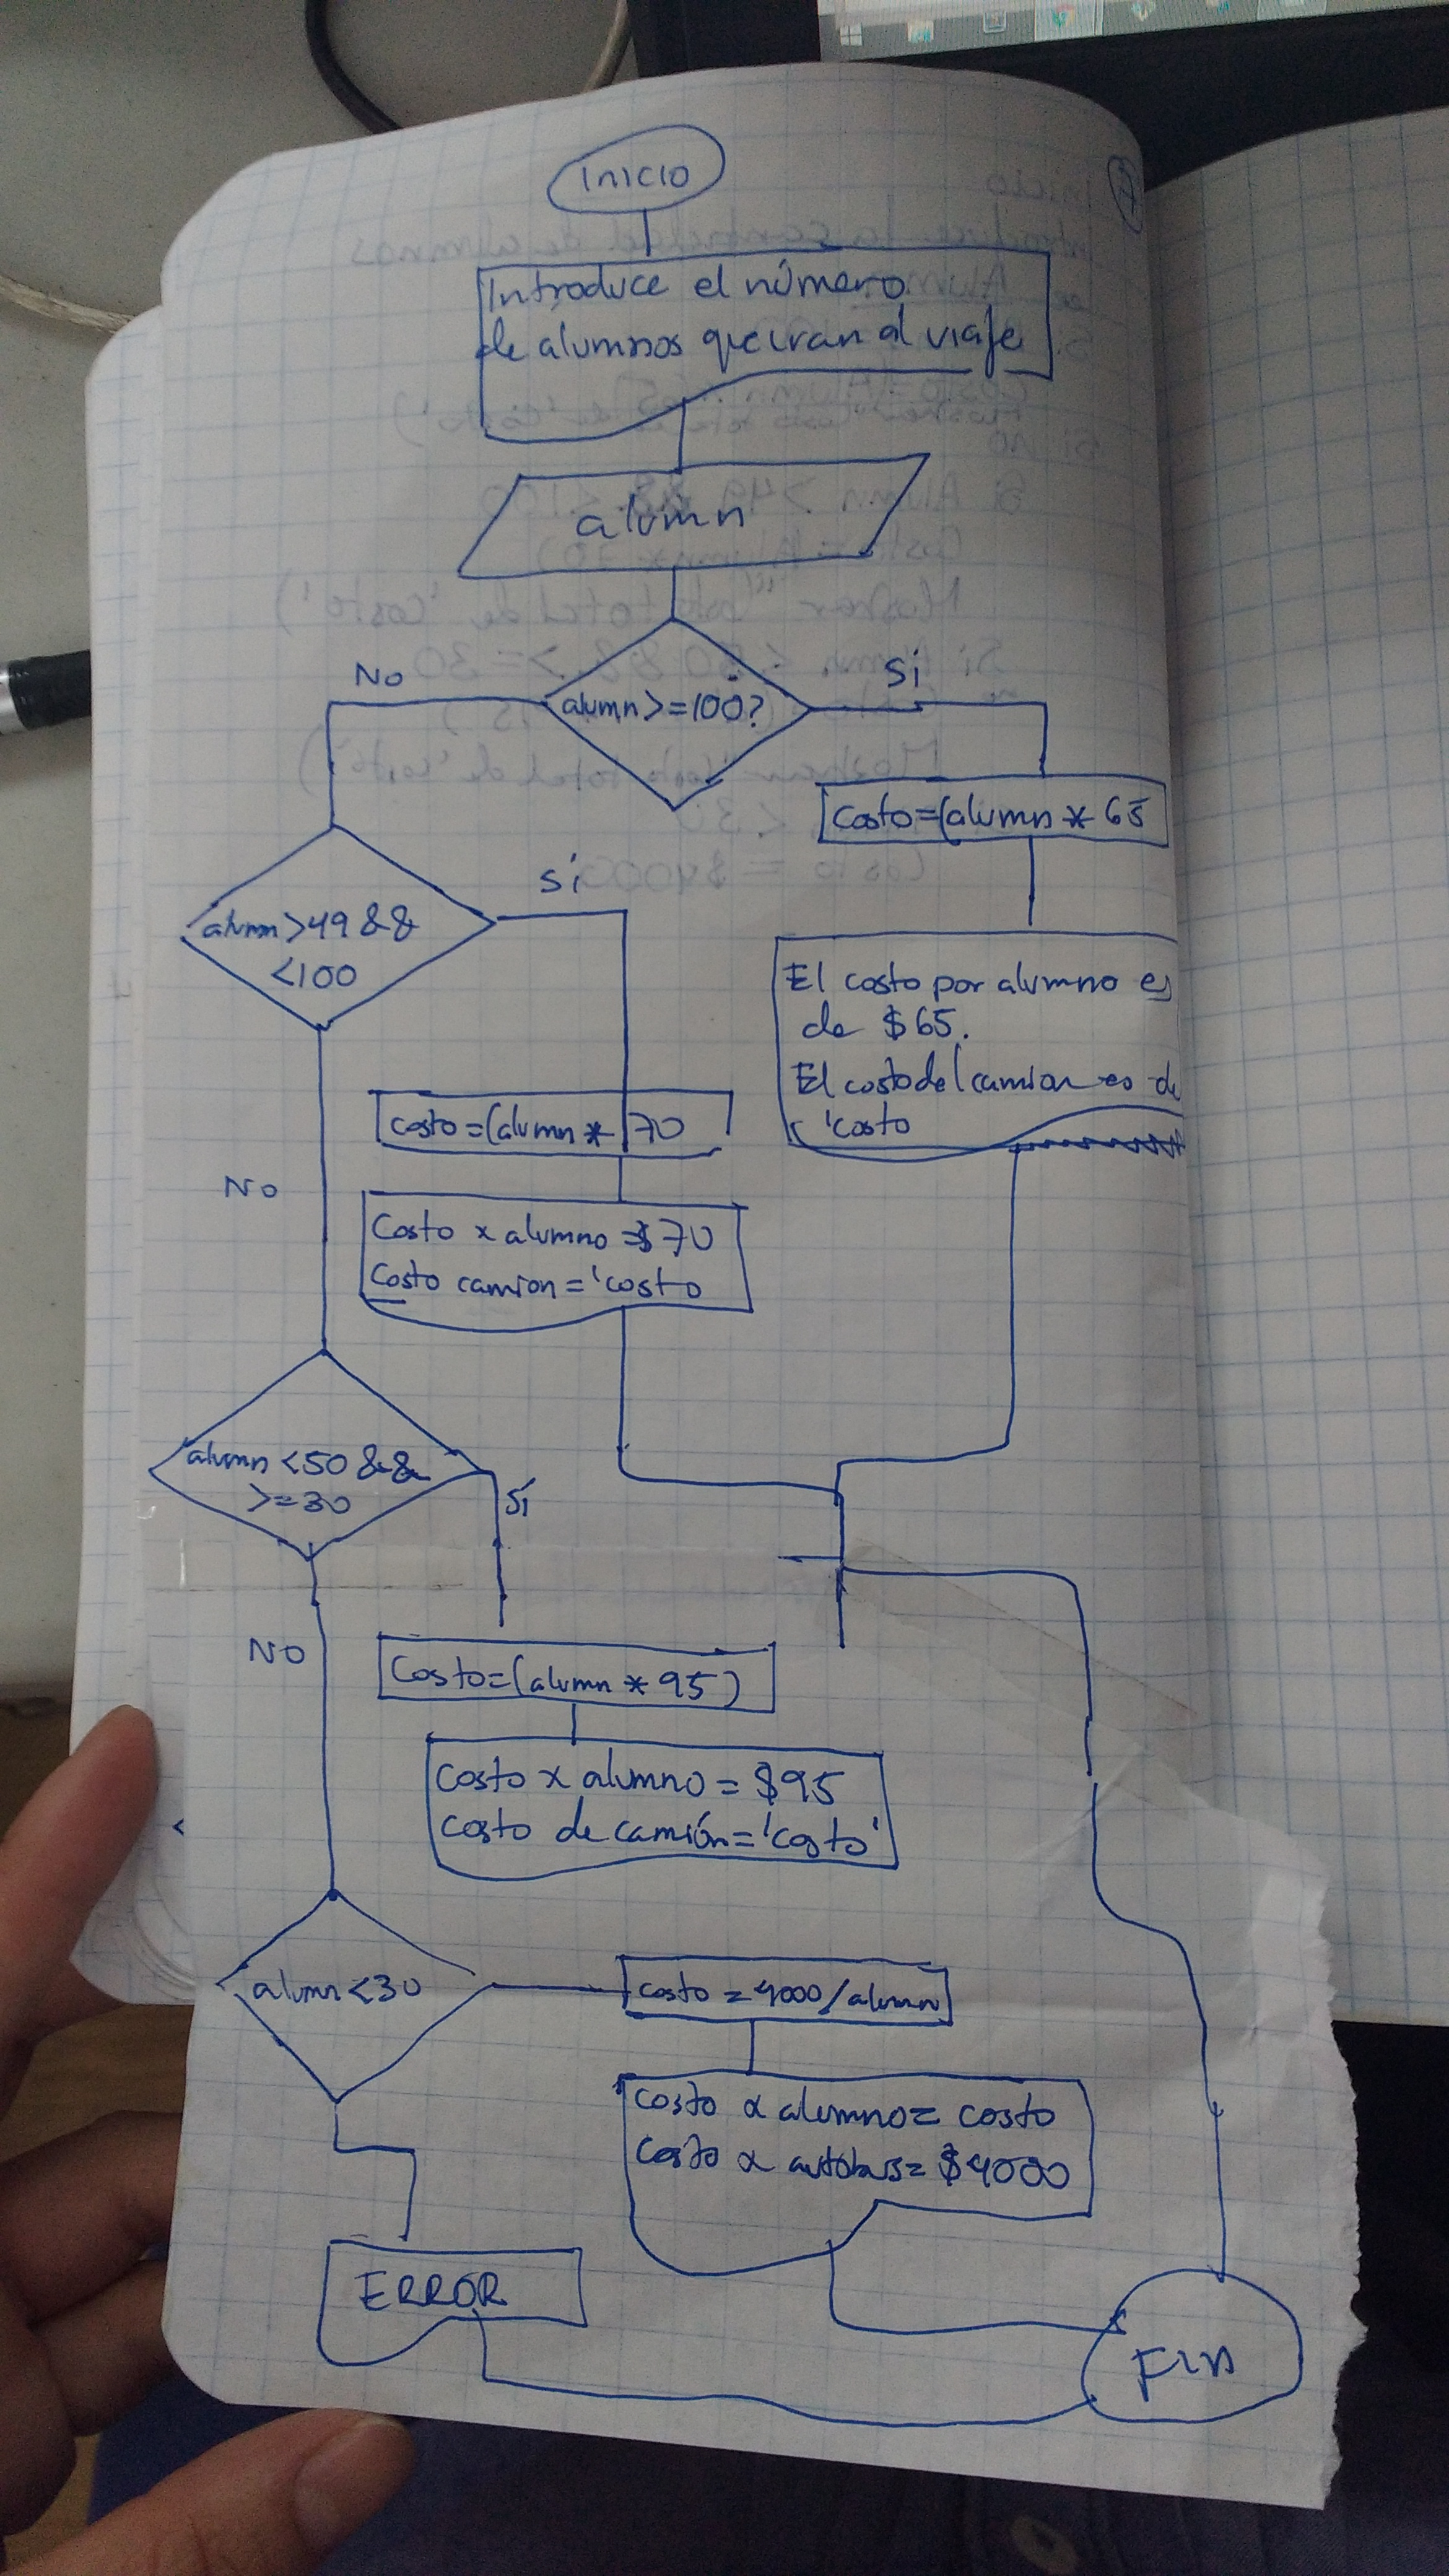 Inicio
Introduce el número
de alumnos que iran al viaje
alumn
No
alumn >= 100?
Si
Costo=(alumn * 65
alumn >49 &&
<100
Sí
El costo por alumno es
de $65.
El costo del camion es de
'costo
costo=(alumn * 70
No
Costo x alumno =$70
Costo camion = 'costo
alumn <50 &&
>=30
Sí
NO
Costo=(alumn * 95)
Costo x alumno = $95
costo de camión='costo'
alumn<30
costo = 4000/alumn
costo x alumno= costo
costo x autobus= $4000
ERROR
Fin